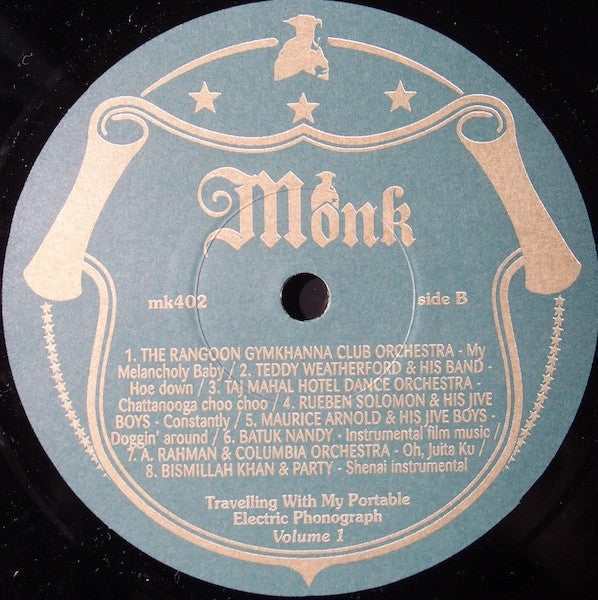 Monk
mk402 side B
1. THE RANGOON GYMKHANNA CLUB ORCHESTRA - My
Melancholy Baby / 2. TEDDY WEATHERFORD & HIS BAND -
Hoe down / 3. TAJ MAHAL HOTEL DANCE ORCHESTRA -
Chattanooga choo choo / 4. RUEBEN SOLOMON & HIS JIVE
BOYS - Constantly / 5. MAURICE ARNOLD & HIS JIVE BOYS -
Doggin' around / 6. BATUK NANDY - Instrumental film music /
7. A. RAHMAN & COLUMBIA ORCHESTRA - Oh, Juita Ku /
8. BISMILLAH KHAN & PARTY - Shenai instrumental
Travelling With My Portable
Electric Phonograph
Volume 1